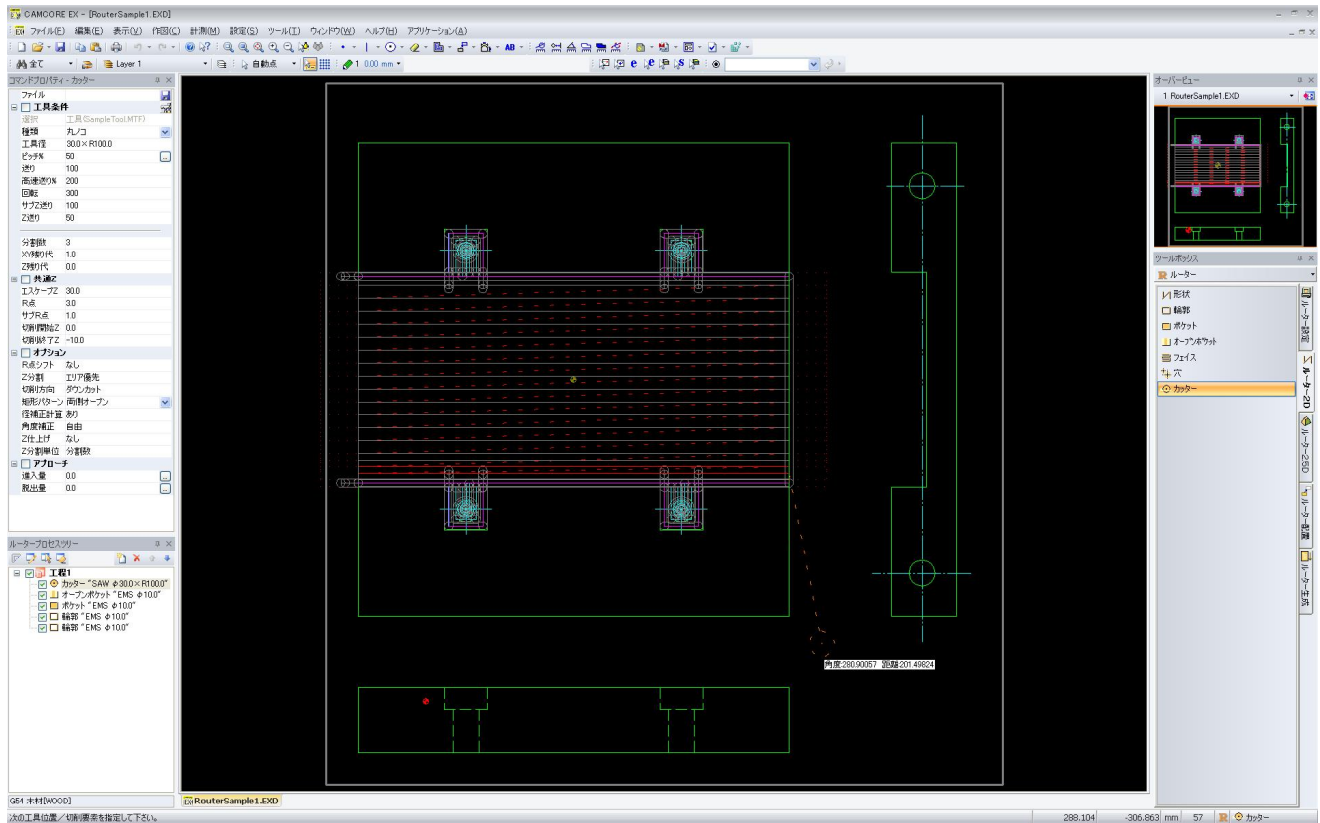 CAMCORE EX - [RouterSample1.EXD]
ファイル(F) 編集(E) 表示(V) 作図(C) 計測(M) 設定(S) ツール(T) ウィンドウ(W) ヘルプ(H) アプリケーション(A)
全て Layer 1 自動点 1 0.00 mm
コマンドプロパティ - カッター
ファイル
工具条件
選択 工具(SampleTool.MTF)
種類 丸ノコ
工具径 30.0×R100.0
ピッチ% 50
送り 100
高速送り% 200
回転 300
サブZ送り 100
Z送り 50
分割数 3
XY残り代 1.0
Z残り代 0.0
共通Z
エスケープZ 30.0
R点 3.0
サブR点 1.0
切削開始Z 0.0
切削終了Z -10.0
オプション
R点シフト なし
Z分割 エリア優先
切削方向 ダウンカット
矩形パターン 両側オープン
径補正計算 あり
角度補正 自由
Z仕上げ なし
Z分割単位 分割数
アプローチ
進入量 0.0
脱出量 0.0
ルータープロセスツリー
工程1
カッター "SAW φ30.0×R100.0"
オープンポケット "EMS φ10.0"
ポケット "EMS φ10.0"
輪郭 "EMS φ10.0"
輪郭 "EMS φ10.0"
G54 :木材[WOOD]
角度:280.90057 距離:201.49824
RouterSample1.EXD
オーバービュー
1 RouterSample1.EXD
ツールボックス
ルーター
形状
輪郭
ポケット
オープンポケット
フェイス
穴
カッター
ルーター設定
ルーター2D
ルーター2.5D
ルーター配置
ルーター生成
次の工具位置/切削要素を指定して下さい。
288.104 -306.863 mm 57 カッター